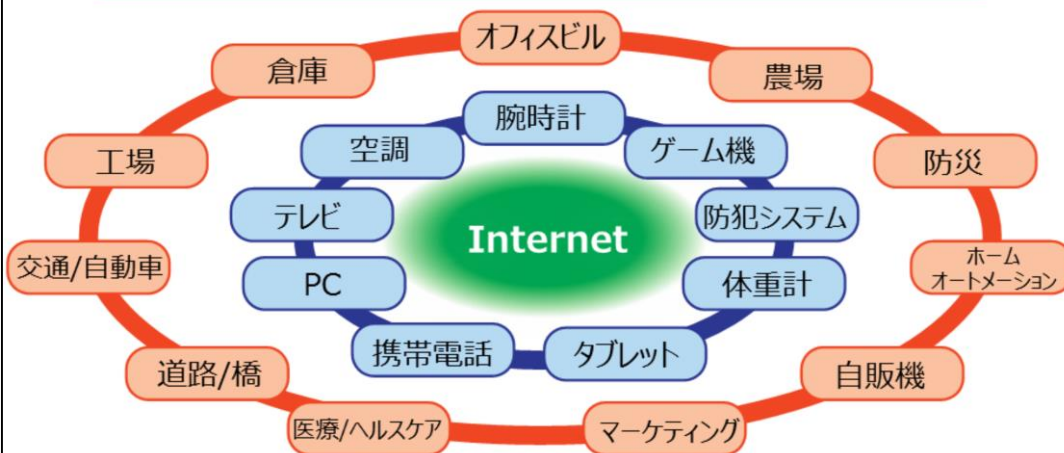 オフィスビル
倉庫
農場
腕時計
空調
ゲーム機
工場
防災
テレビ
防犯システム
Internet
交通/自動車
ホーム
オートメーション
PC
体重計
携帯電話
タブレット
道路/橋
自販機
医療/ヘルスケア
マーケティング